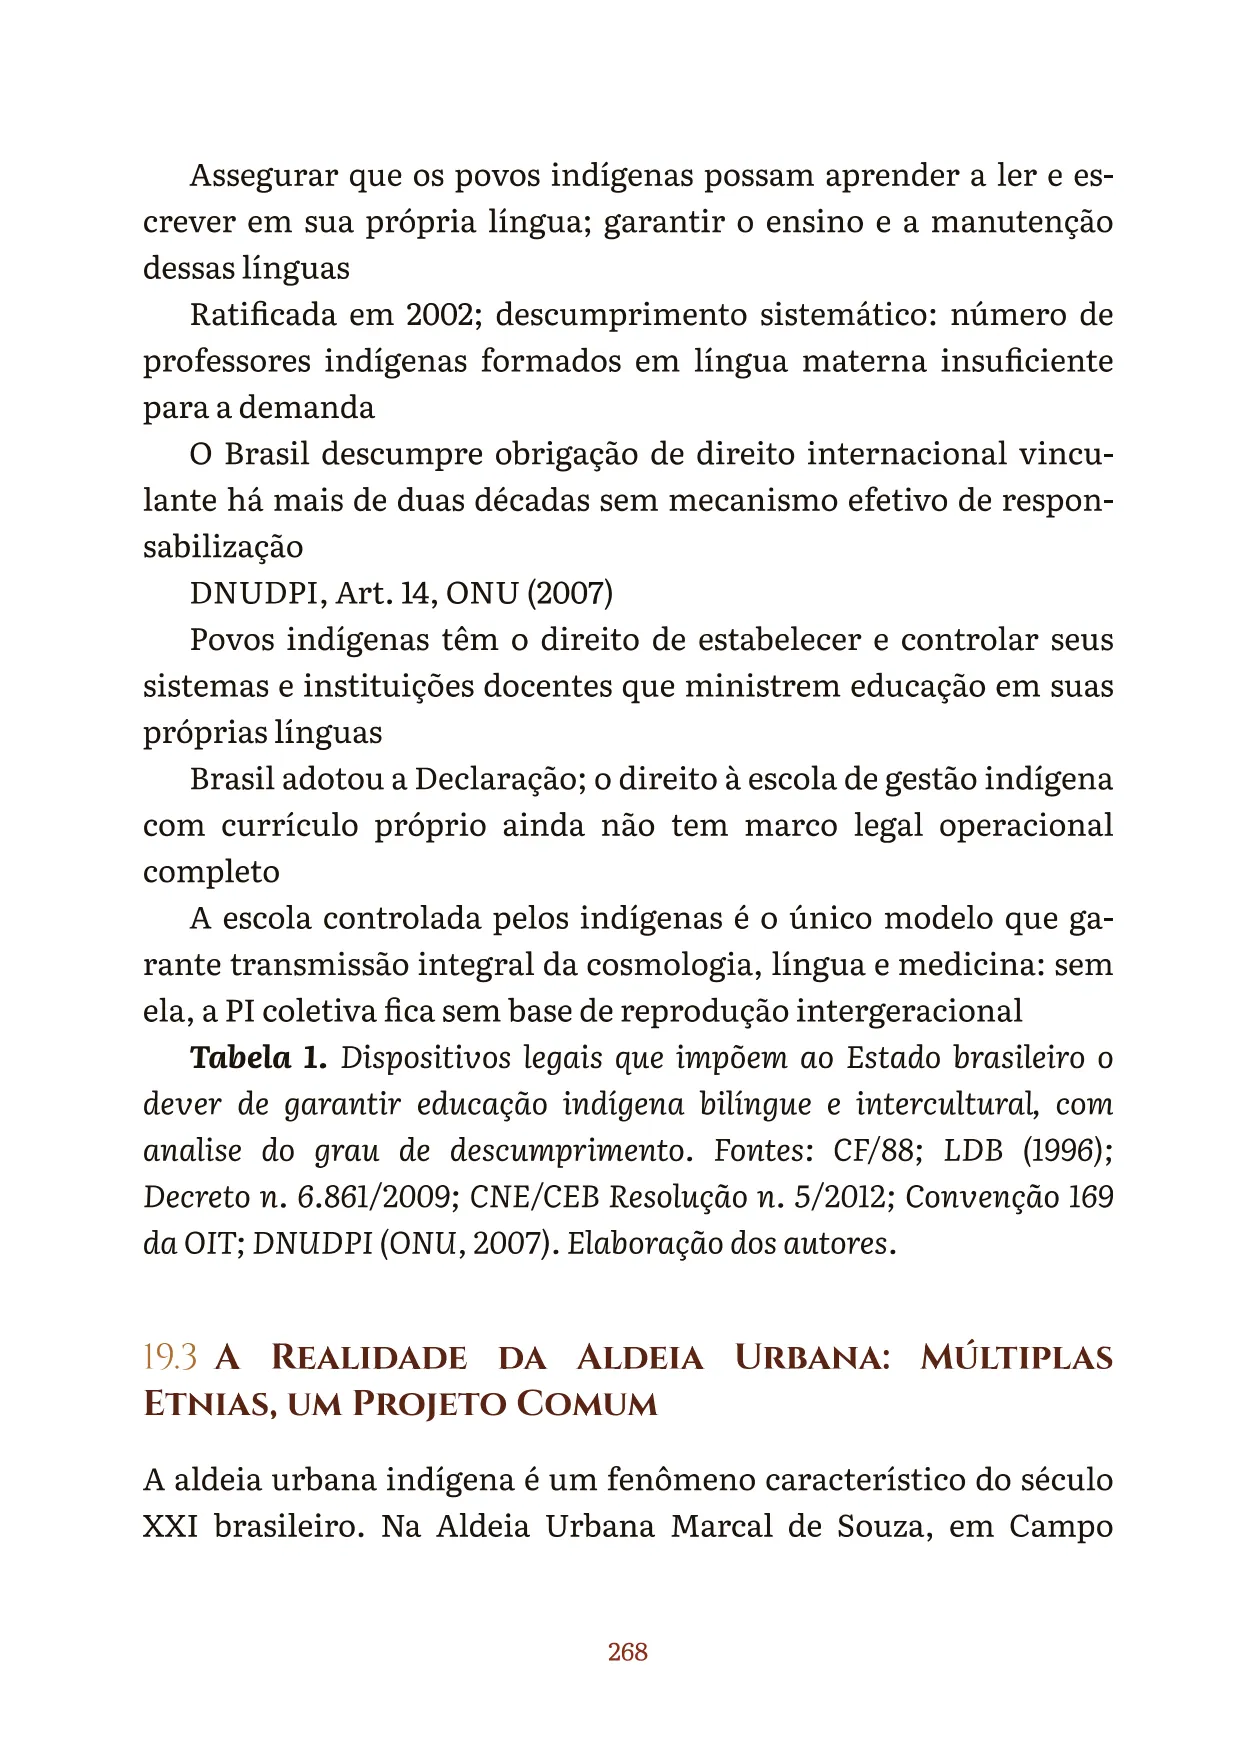 Assegurar que os povos indígenas possam aprender a ler e es-
crever em sua própria língua; garantir o ensino e a manutenção
dessas línguas
Ratificada em 2002; descumprimento sistemático: número de
professores indígenas formados em língua materna insuficiente
para a demanda
O Brasil descumpre obrigação de direito internacional vincu-
lante há mais de duas décadas sem mecanismo efetivo de respon-
sabilização
DNUDPI, Art. 14, ONU (2007)
Povos indígenas têm o direito de estabelecer e controlar seus
sistemas e instituições docentes que ministrem educação em suas
próprias línguas
Brasil adotou a Declaração; o direito à escola de gestão indígena
com currículo próprio ainda não tem marco legal operacional
completo
A escola controlada pelos indígenas é o único modelo que ga-
rante transmissão integral da cosmologia, língua e medicina: sem
ela, a PI coletiva fica sem base de reprodução intergeracional
Tabela 1. Dispositivos legais que impõem ao Estado brasileiro o
dever de garantir educação indígena bilíngue e intercultural, com
analise do grau de descumprimento. Fontes: CF/88; LDB (1996);
Decreto n. 6.861/2009; CNE/CEB Resolução n. 5/2012; Convenção 169
da OIT; DNUDPI (ONU, 2007). Elaboração dos autores.
19.3 A Realidade da Aldeia Urbana: Múltiplas
Etnias, um Projeto Comum
A aldeia urbana indígena é um fenômeno característico do século
XXI brasileiro. Na Aldeia Urbana Marcal de Souza, em Campo
268